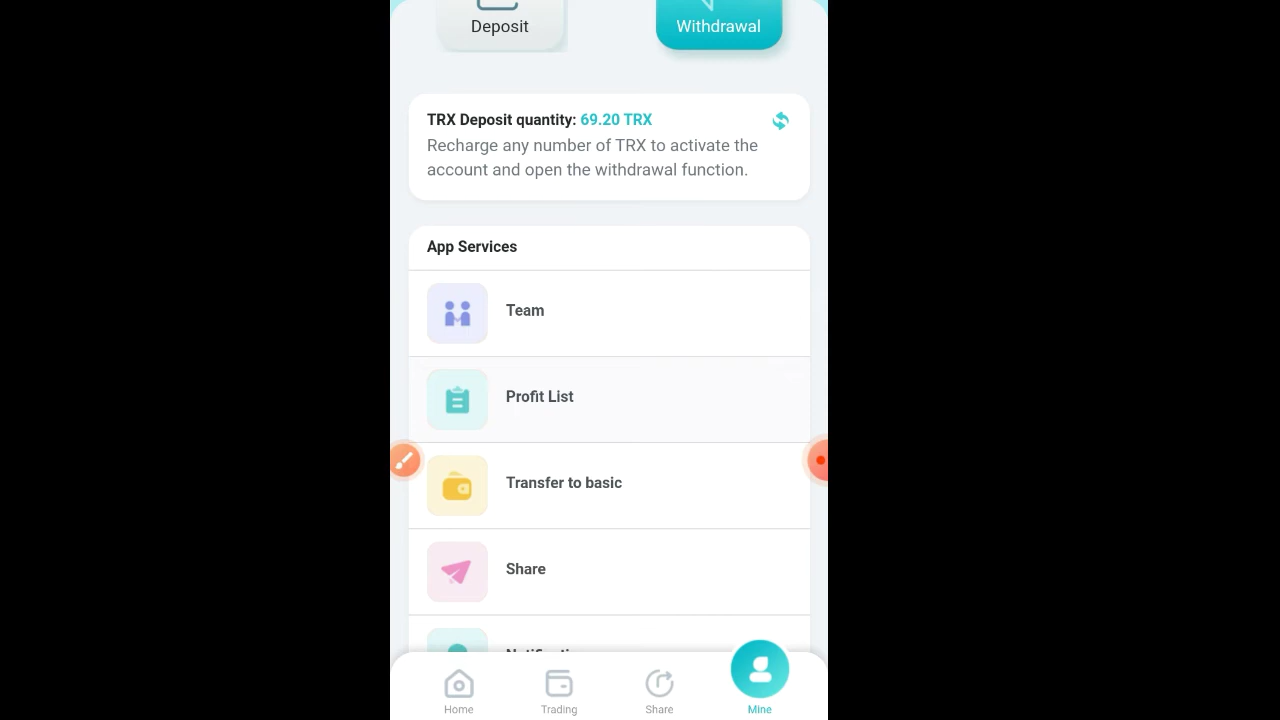 Deposit
Withdrawal
TRX Deposit quantity: 69.20 TRX
Recharge any number of TRX to activate the
account and open the withdrawal function.
App Services
Team
Profit List
Transfer to basic
Share
Home
Trading
Share
Mine